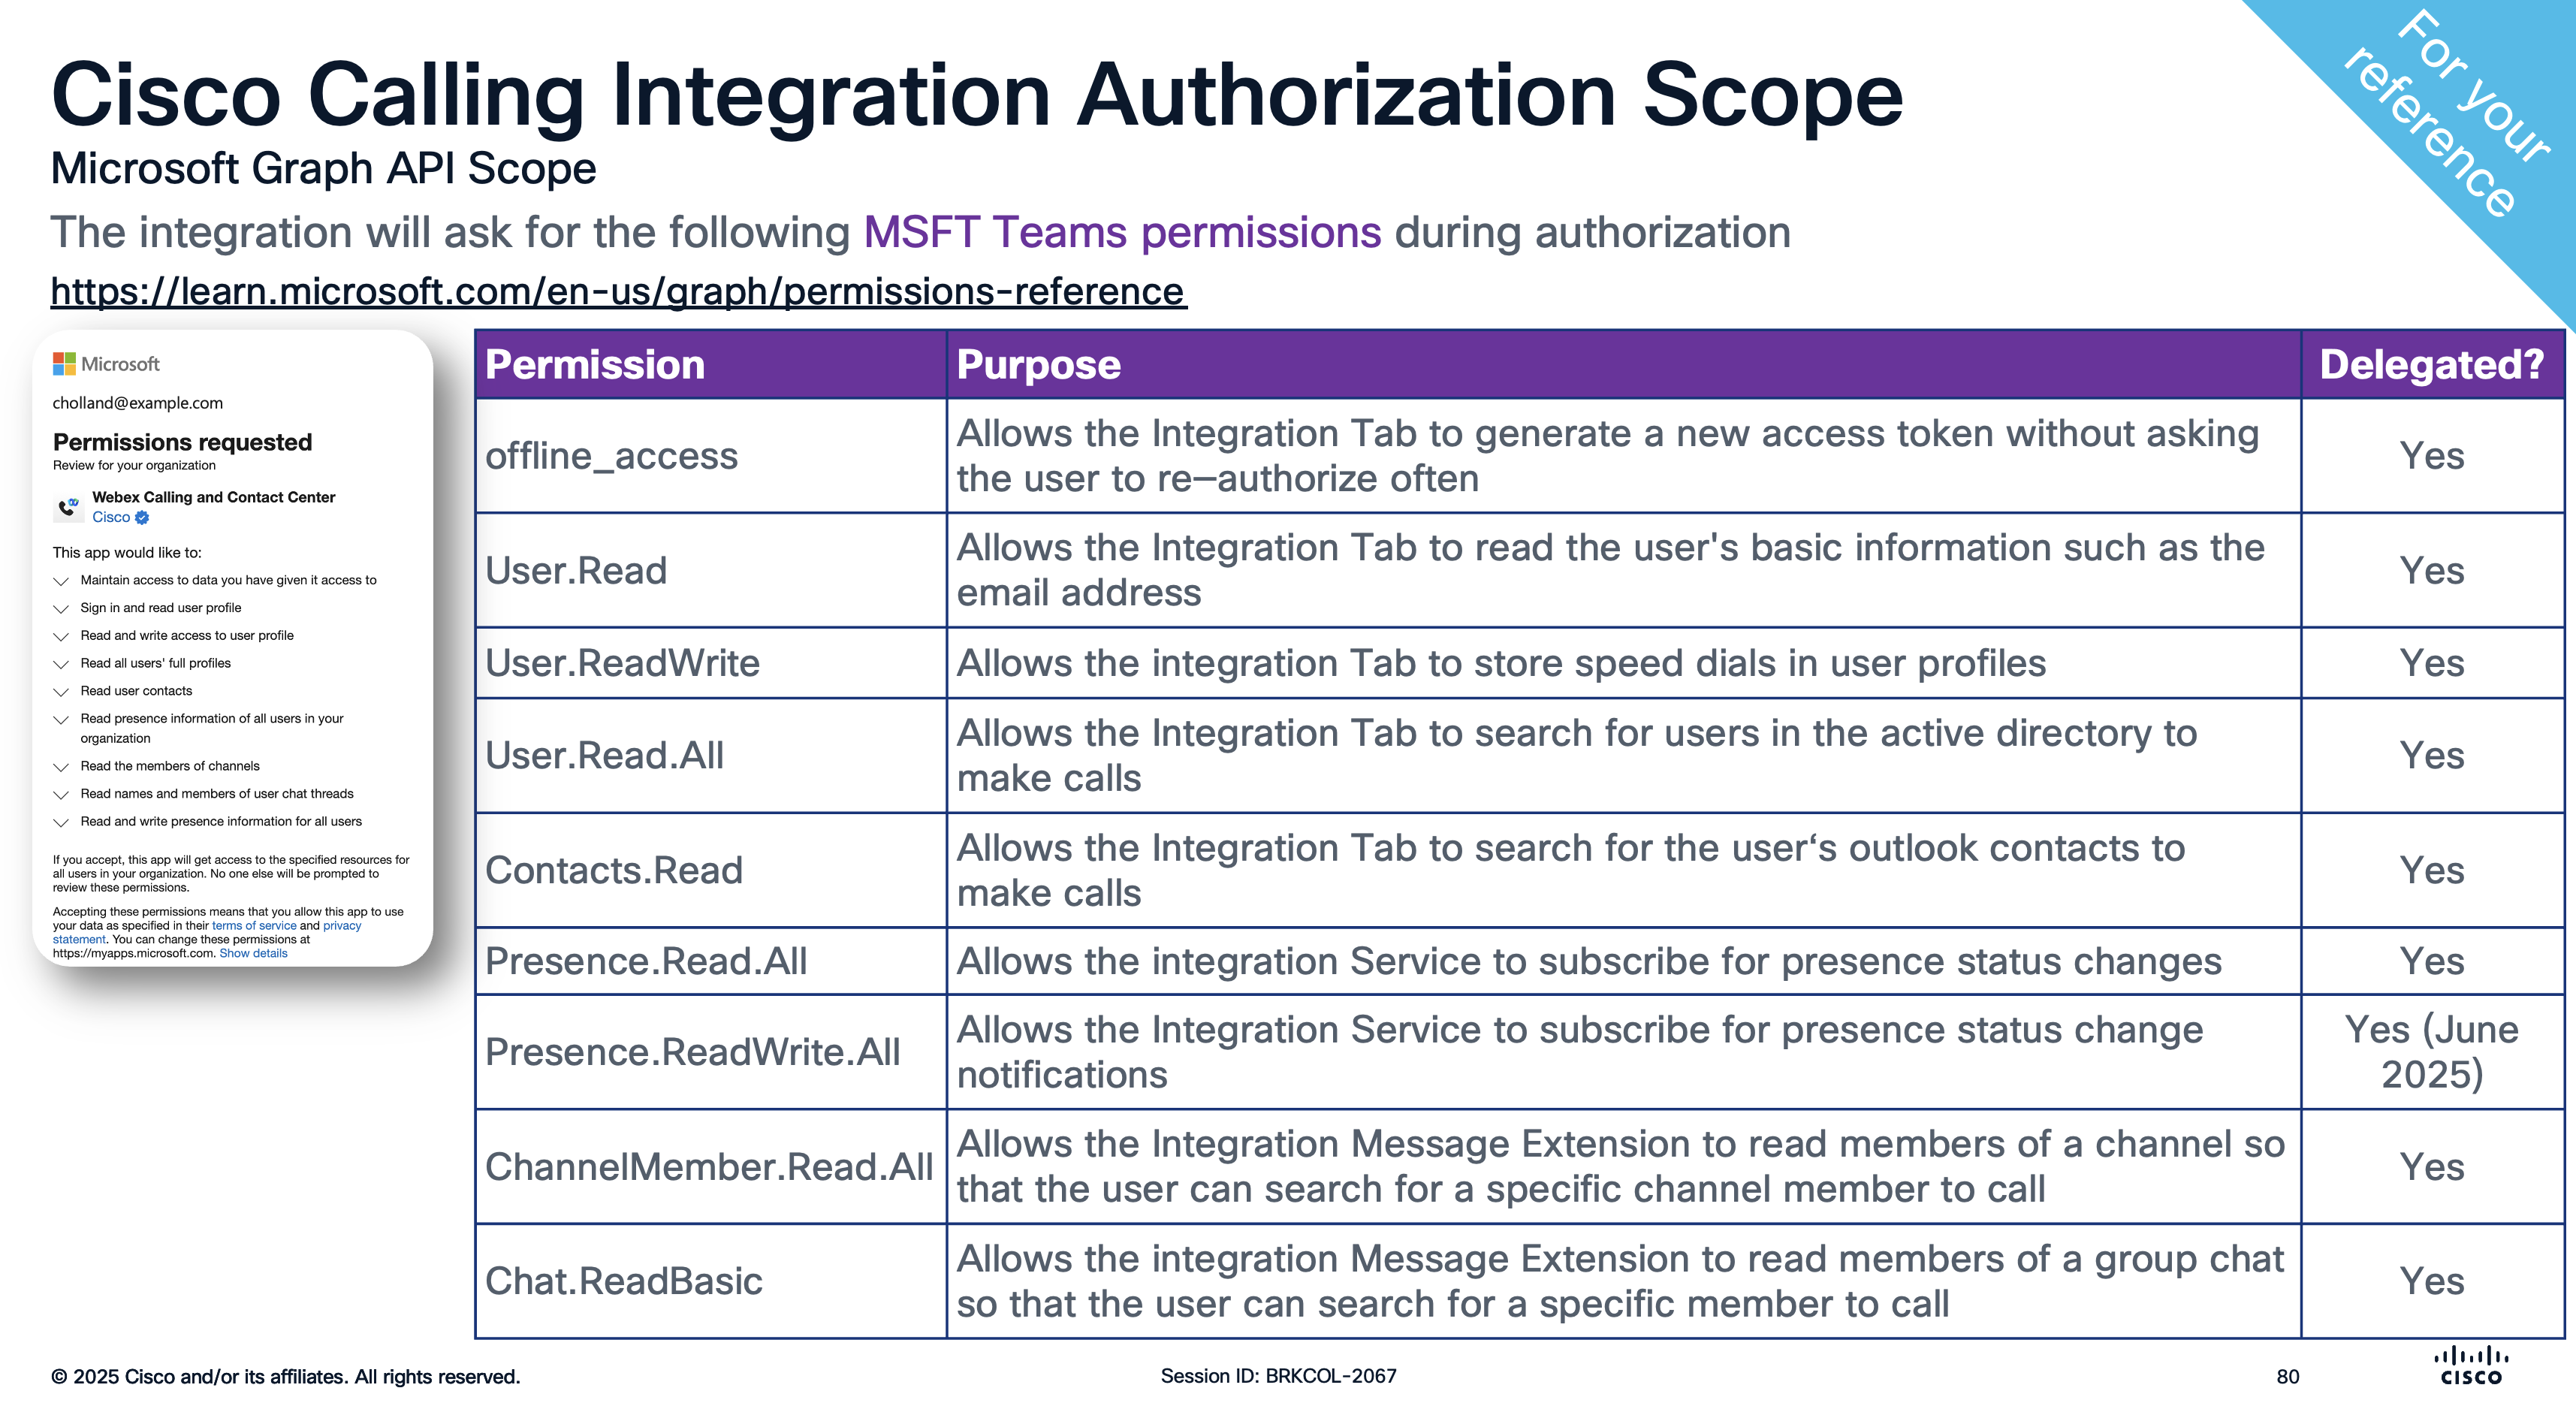 Cisco Calling Integration Authorization Scope
For your
reference
Microsoft Graph API Scope
The integration will ask for the following MSFT Teams permissions during authorization
https://learn.microsoft.com/en-us/graph/permissions-reference
Microsoft
cholland@example.com
Permissions requested
Review for your organization
Webex Calling and Contact Center
Cisco
This app would like to:
Maintain access to data you have given it access to
Sign in and read user profile
Read and write access to user profile
Read all users' full profiles
Read user contacts
Read presence information of all users in your
organization
Read the members of channels
Read names and members of user chat threads
Read and write presence information for all users
If you accept, this app will get access to the specified resources for
all users in your organization. No one else will be prompted to
review these permissions.
Accepting these permissions means that you allow this app to use
your data as specified in their terms of service and privacy
statement. You can change these permissions at
https://myapps.microsoft.com. Show details
Permission Purpose Delegated?
offline_access
Allows the Integration Tab to generate a new access token without asking
the user to re—authorize often
Yes
User.Read
Allows the Integration Tab to read the user's basic information such as the
email address
Yes
User.ReadWrite Allows the integration Tab to store speed dials in user profiles Yes
User.Read.All
Allows the Integration Tab to search for users in the active directory to
make calls
Yes
Contacts.Read
Allows the Integration Tab to search for the user‘s outlook contacts to
make calls
Yes
Presence.Read.All Allows the integration Service to subscribe for presence status changes Yes
Presence.ReadWrite.All
Allows the Integration Service to subscribe for presence status change
notifications
Yes (June
2025)
ChannelMember.Read.All
Allows the Integration Message Extension to read members of a channel so
that the user can search for a specific channel member to call
Yes
Chat.ReadBasic
Allows the integration Message Extension to read members of a group chat
so that the user can search for a specific member to call
Yes
© 2025 Cisco and/or its affiliates. All rights reserved.
Session ID: BRKCOL-2067
80
CISCO